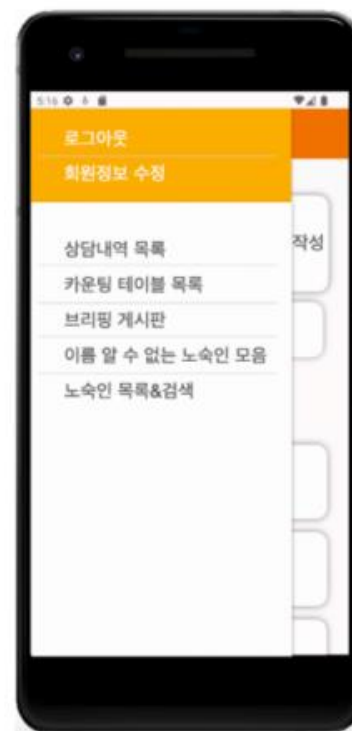 5:16
로그아웃
회원정보 수정
작성
상담내역 목록
카운팅 테이블 목록
브리핑 게시판
이름 알 수 없는 노숙인 모음
노숙인 목록&검색